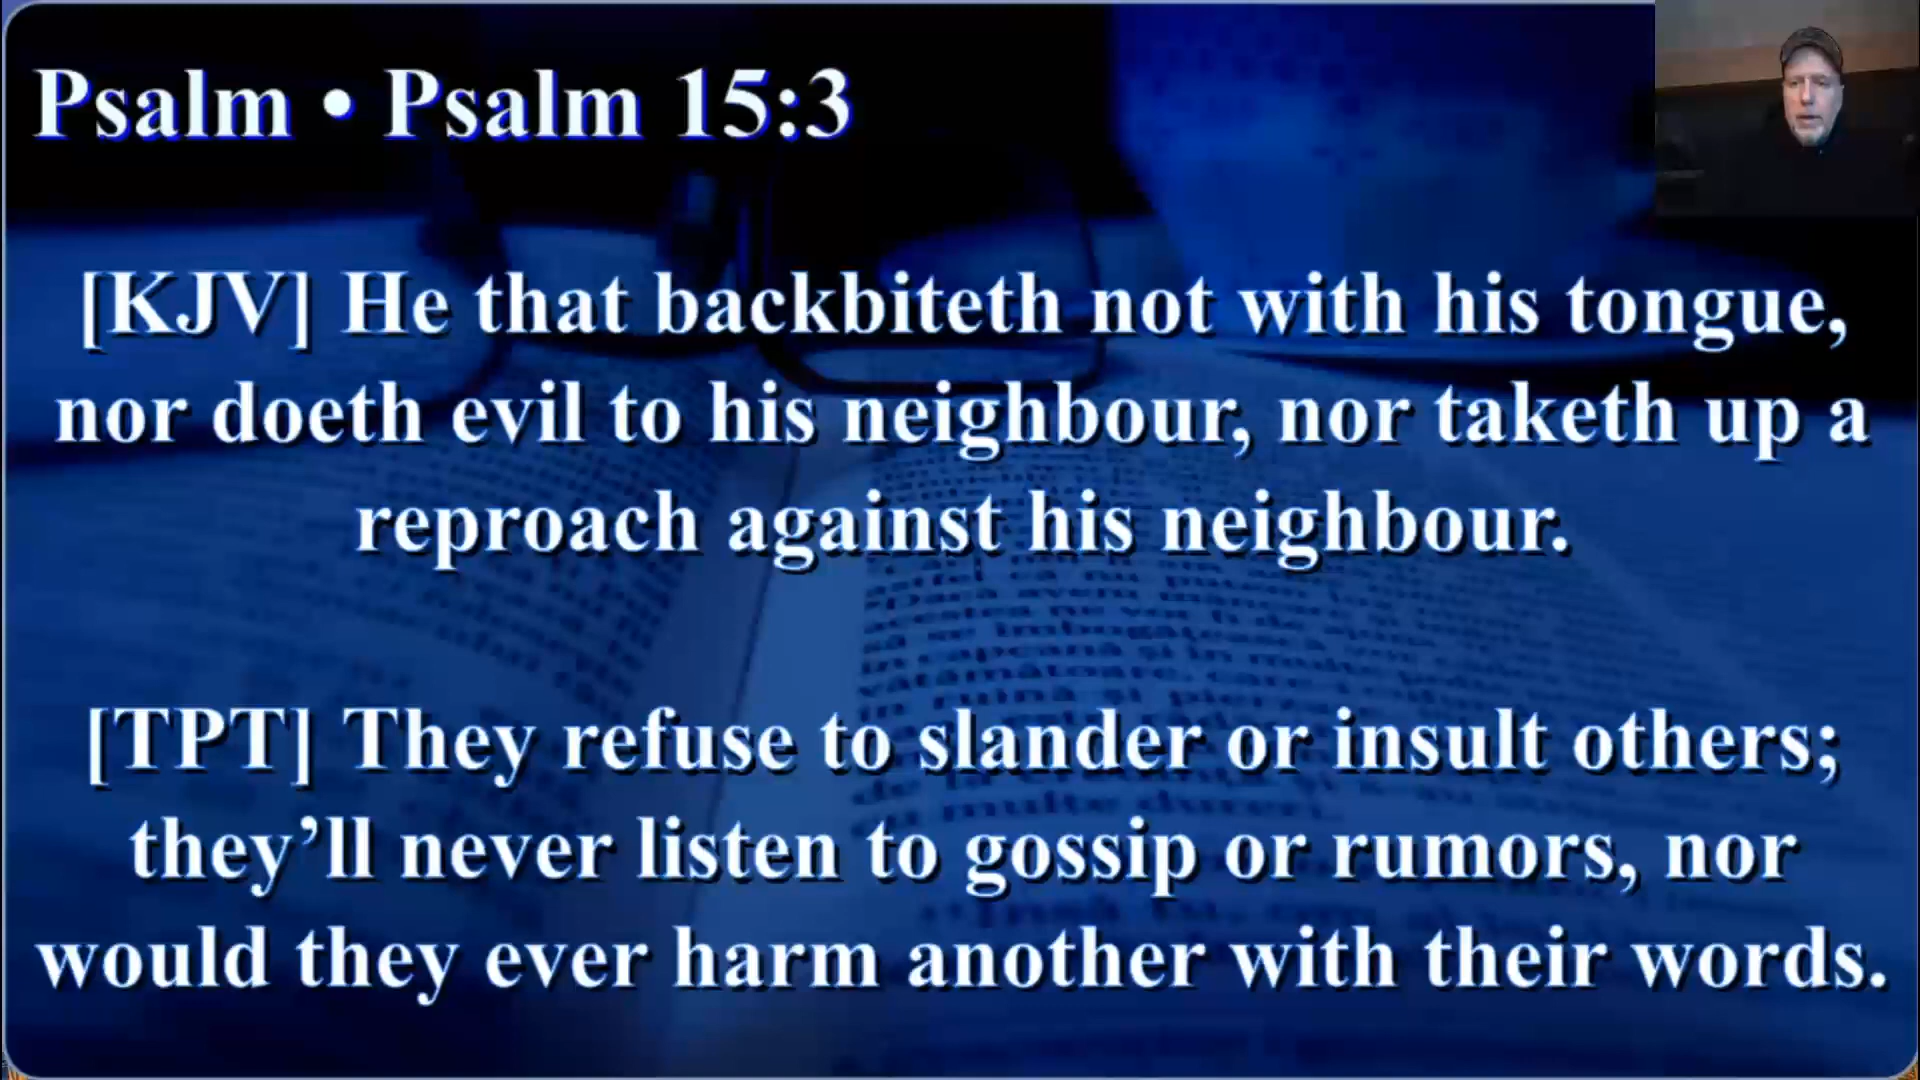 Psalm • Psalm 15:3
[KJV] He that backbiteth not with his tongue,
nor doeth evil to his neighbour, nor taketh up a
reproach against his neighbour.
[TPT] They refuse to slander or insult others;
they’ll never listen to gossip or rumors, nor
would they ever harm another with their words.